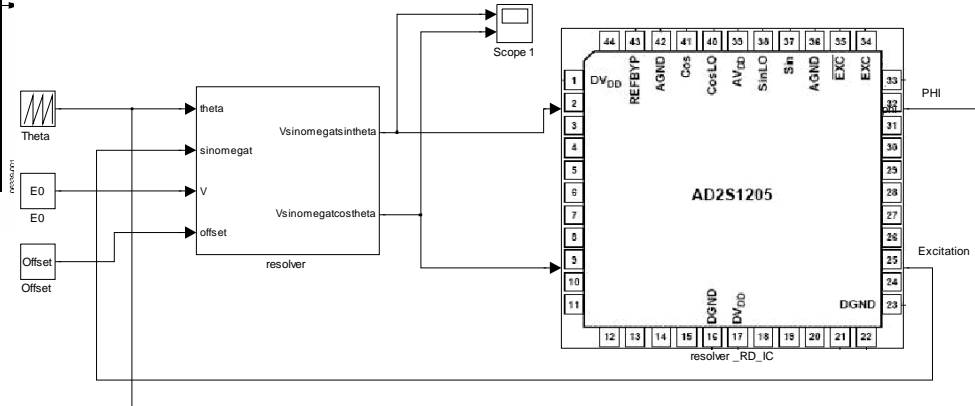 Scope 1
44 43 42 41 40 39 38 37 36 35 34
DVDD REFBYP AGND Cos CosLO AVDD SinLO Sin AGND EXC EXC
1
2
3
4
5
6
7
8
9
10
11
33
32
31
30
29
28
27
26
25
24
23
PHI
phi
Theta
theta
sinomegat
V
offset
Vsinomegatsintheta
Vsinomegatcostheta
resolver
E0
E0
Offset
Offset
AD2S1205
Excitation
DGND
DVDD
DGND
12 13 14 15 16 17 18 19 20 21 22
resolver _RD_IC